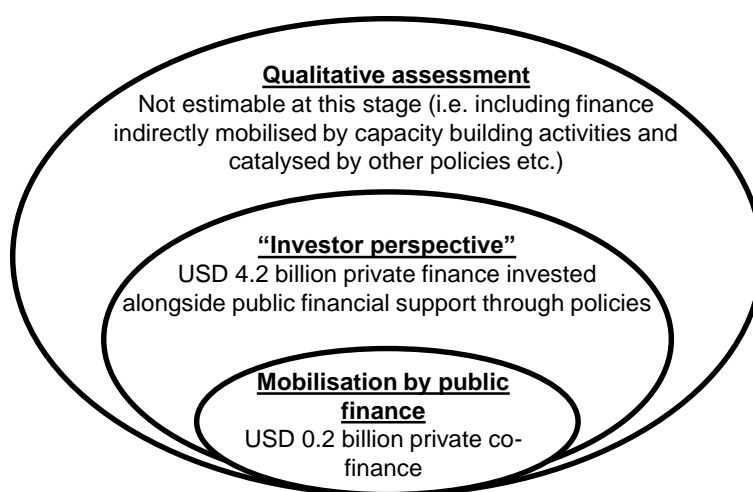 Qualitative assessment
Not estimable at this stage (i.e. including finance
indirectly mobilised by capacity building activities and
catalysed by other policies etc.)
“Investor perspective”
USD 4.2 billion private finance invested
alongside public financial support through policies
Mobilisation by public
finance
USD 0.2 billion private co-
finance